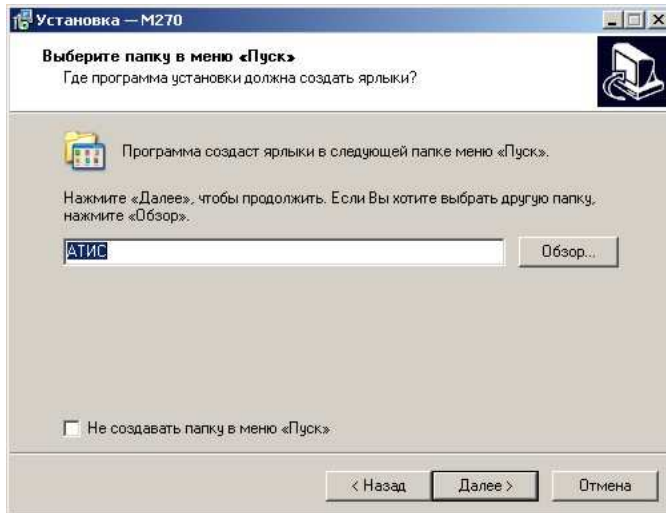 Установка — М270
Выберите папку в меню «Пуск»
Где программа установки должна создать ярлыки?
Программа создаст ярлыки в следующей папке меню «Пуск».
Нажмите «Далее», чтобы продолжить. Если Вы хотите выбрать другую папку,
нажмите «Обзор».
АТИС
Обзор...
Не создавать папку в меню «Пуск»
< Назад
Далее >
Отмена